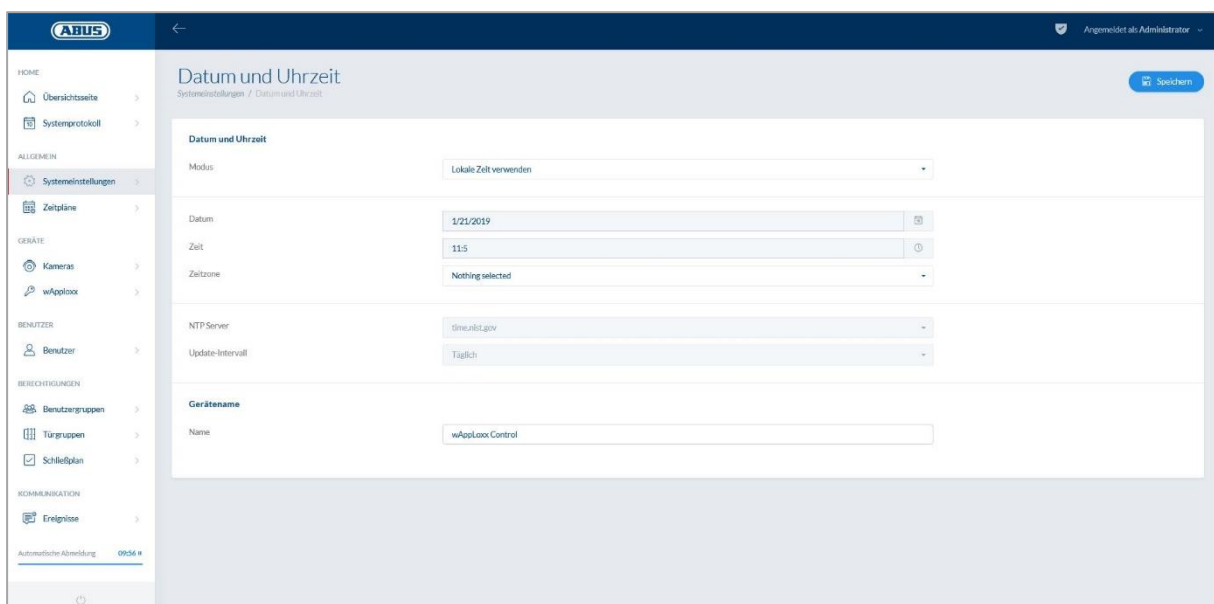 ABUS
Angemeldet als Administrator
HOME
Übersichtsseite
Systemprotokoll
ALLGEMEIN
Systemeinstellungen
Zeitpläne
GERÄTE
Kameras
wApploxx
BENUTZER
Benutzer
BERECHTIGUNGEN
Benutzergruppen
Türgruppen
Schließplan
KOMMUNIKATION
Ereignisse
Automatische Abmeldung 09:56
Datum und Uhrzeit
Systemeinstellungen / Datum und Uhrzeit
Speichern
Datum und Uhrzeit
Modus Lokale Zeit verwenden
Datum 1/21/2019
Zeit 11:5
Zeitzone Nothing selected
NTP Server time.nist.gov
Update-Intervall Täglich
Gerätename
Name wAppLoxx Control